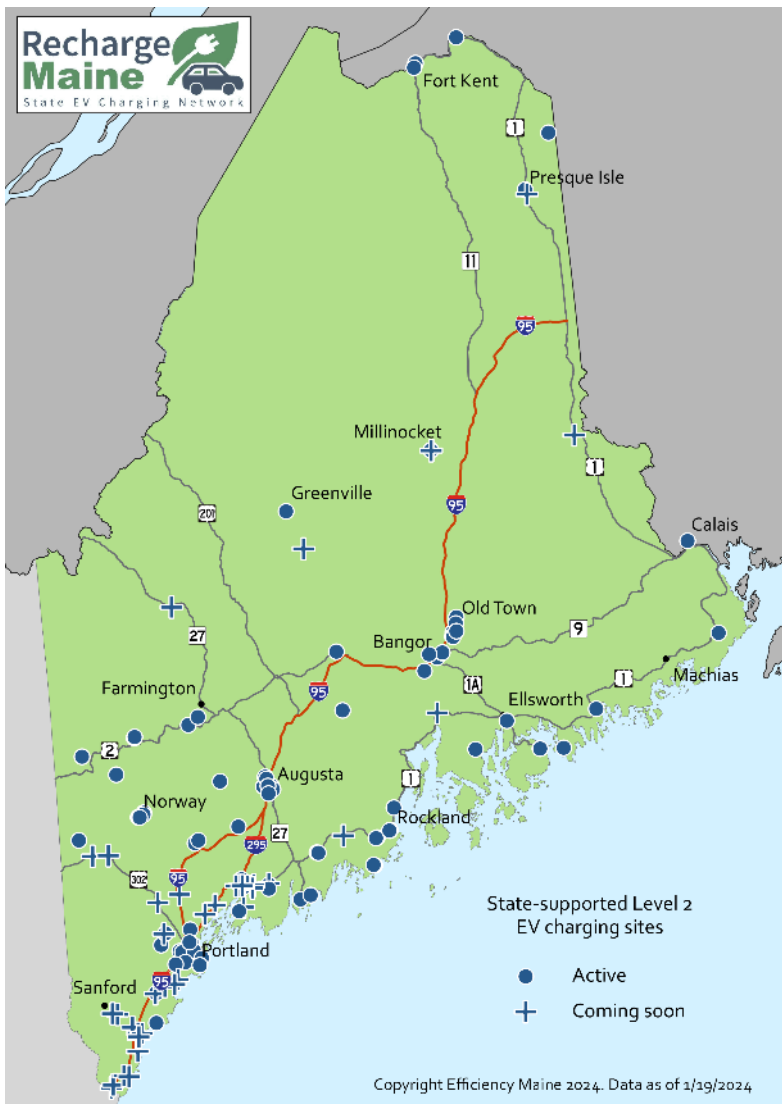 Recharge
Maine
State EV Charging Network
Fort Kent
1
Presque Isle
11
95
Millinocket
1
Greenville
95
201
Calais
Old Town
27
9
Bangor
Machias
95
1A
1
Farmington
Ellsworth
2
1
Augusta
Norway
Rockland
27
295
302
95
State-supported Level 2
EV charging sites
Portland
Active
95
Sanford
Coming soon
Copyright Efficiency Maine 2024. Data as of 1/19/2024